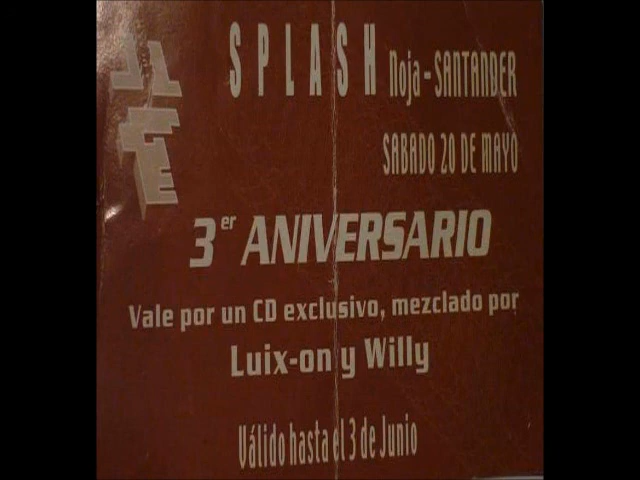 SPLASH Noja-SANTANDER
SABADO 20 DE MAYO
3er ANIVERSARIO
Vale por un CD exclusivo, mezclado por
Luix-on y Willy
Válido hasta el 3 de Junio